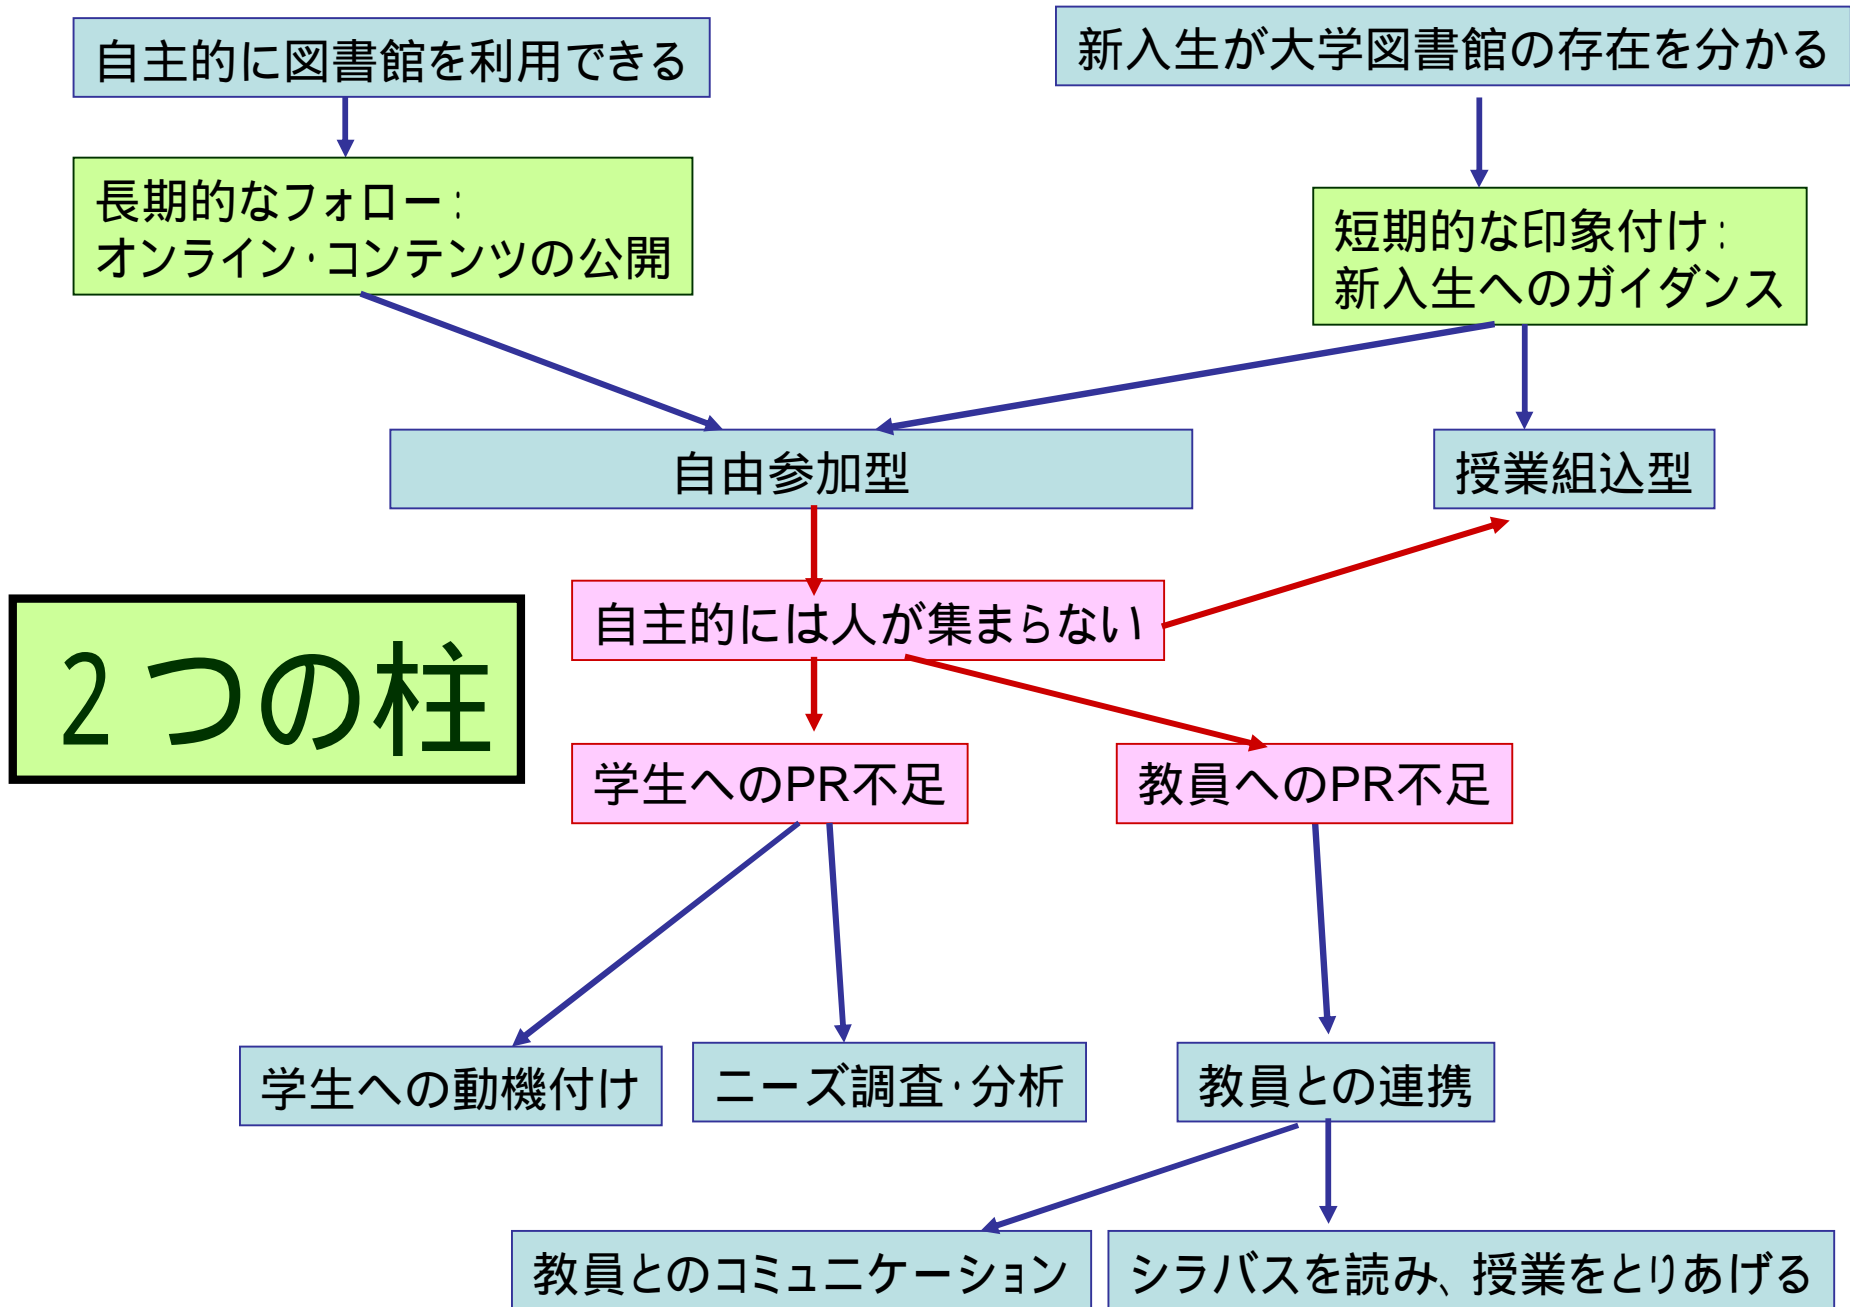 自主的に図書館を利用できる
新入生が大学図書館の存在を分かる
長期的なフォロー：
オンライン・コンテンツの公開
短期的な印象付け：
新入生へのガイダンス
自由参加型
授業組込型
自主的には人が集まらない
２つの柱
学生へのPR不足
教員へのPR不足
学生への動機付け
ニーズ調査・分析
教員との連携
教員とのコミュニケーション
シラバスを読み、授業をとりあげる